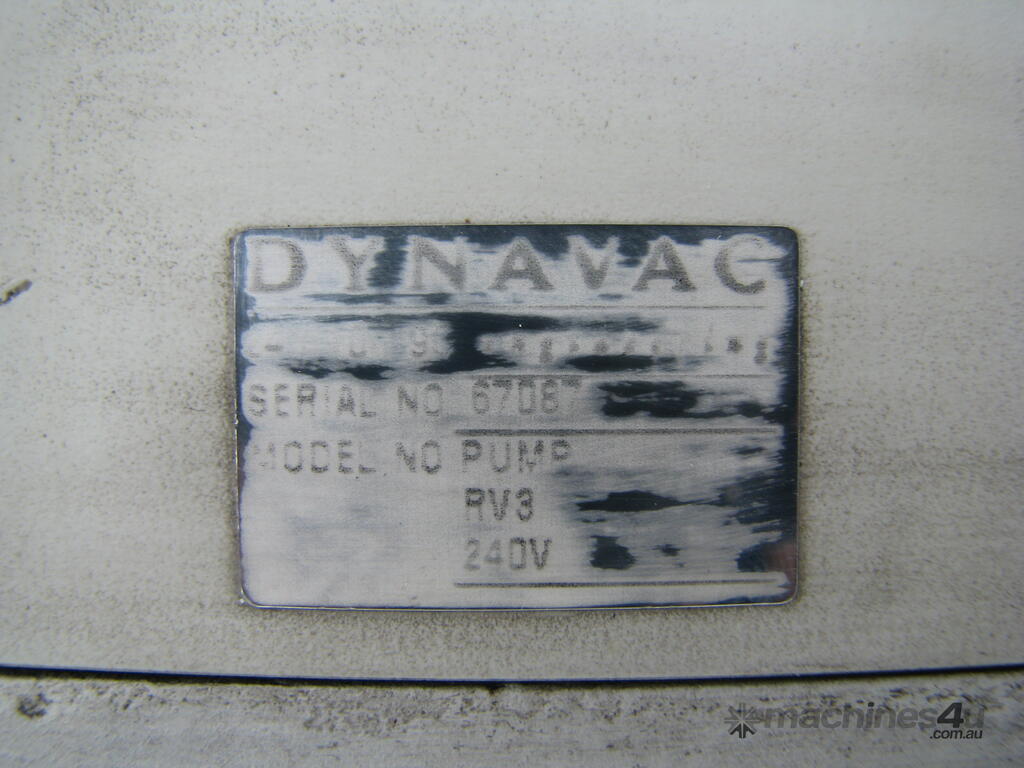 DYNAVAC
SERIAL NO 67087
MODEL NO PUMP
RV3
240V
machines4u
.com.au